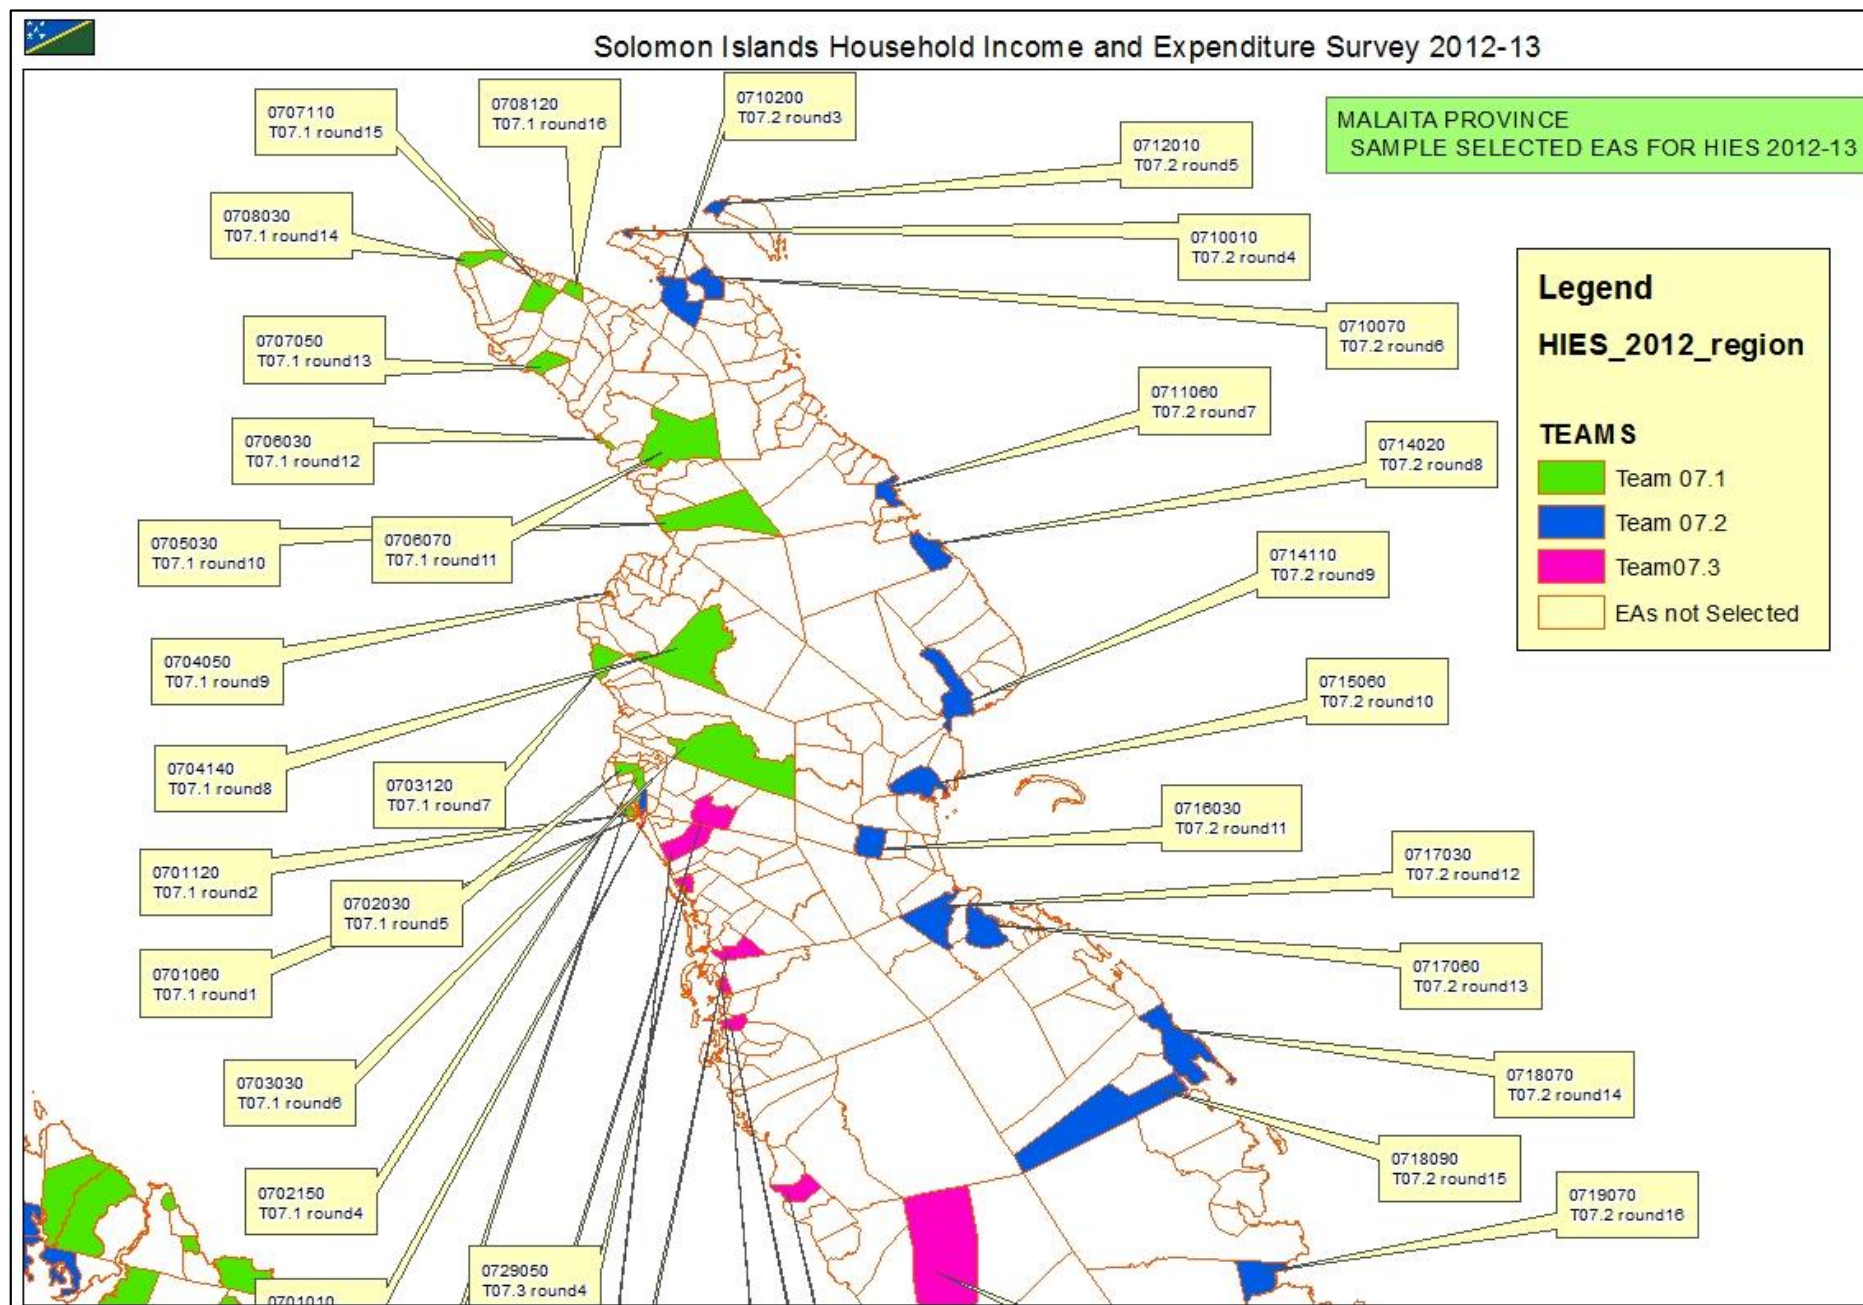 Solomon Islands Household Income and Expenditure Survey 2012-13
MALAITA PROVINCE
SAMPLE SELECTED EAS FOR HIES 2012-13
0707110
T07.1 round15
0708120
T07.1 round16
0710200
T07.2 round3
0712010
T07.2 round5
0708030
T07.1 round14
0710010
T07.2 round4
0707050
T07.1 round13
0710070
T07.2 round6
0711060
T07.2 round7
0706030
T07.1 round12
0714020
T07.2 round8
0705030
T07.1 round10
0706070
T07.1 round11
0714110
T07.2 round9
0704050
T07.1 round9
0715060
T07.2 round10
0704140
T07.1 round8
0703120
T07.1 round7
0716030
T07.2 round11
0701120
T07.1 round2
0702030
T07.1 round5
0717030
T07.2 round12
0701060
T07.1 round1
0717060
T07.2 round13
0703030
T07.1 round6
0718070
T07.2 round14
0702150
T07.1 round4
0718090
T07.2 round15
0719070
T07.2 round16
0729050
T07.3 round4
0701010
Legend
HIES_2012_region
TEAMS
Team 07.1
Team 07.2
Team07.3
EAs not Selected